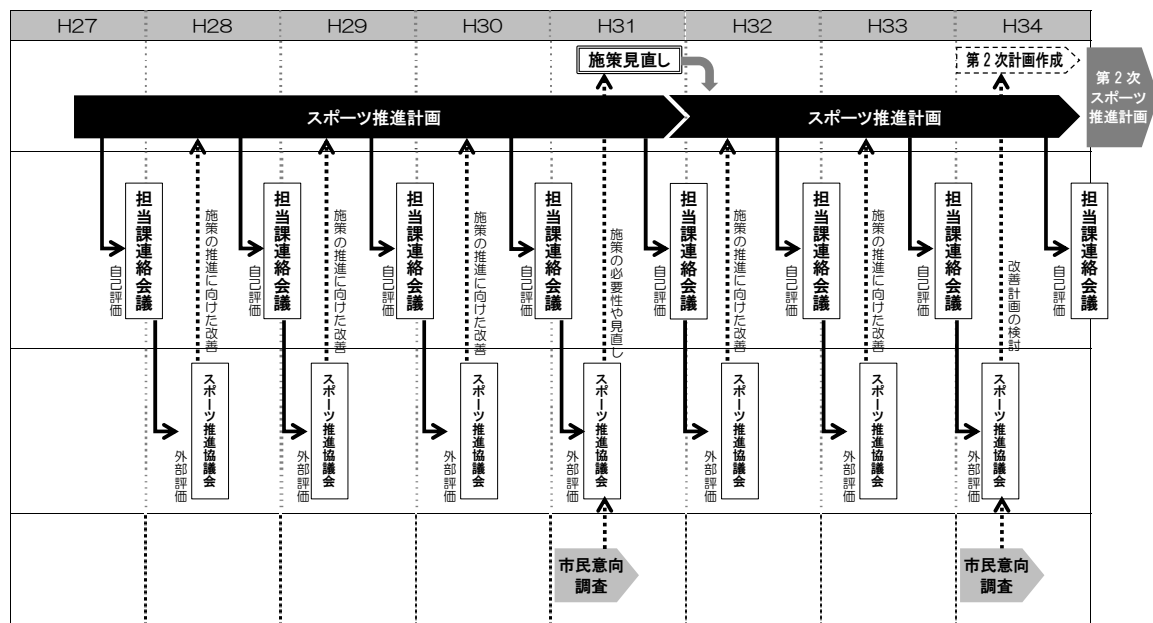 H27
H28
H29
H30
H31
H32
H33
H34
施策見直し
第2次計画作成
第2次
スポーツ
推進計画
スポーツ推進計画
スポーツ推進計画
担当課連絡会議
自己評価
施策の推進に向けた改善
担当課連絡会議
自己評価
施策の推進に向けた改善
担当課連絡会議
自己評価
施策の推進に向けた改善
担当課連絡会議
自己評価
施策の必要性や見直し
担当課連絡会議
自己評価
施策の推進に向けた改善
担当課連絡会議
自己評価
施策の推進に向けた改善
担当課連絡会議
自己評価
改善計画の検討
担当課連絡会議
自己評価
スポーツ推進協議会
外部評価
スポーツ推進協議会
外部評価
スポーツ推進協議会
外部評価
スポーツ推進協議会
外部評価
スポーツ推進協議会
外部評価
スポーツ推進協議会
外部評価
スポーツ推進協議会
外部評価
市民意向
調査
市民意向
調査